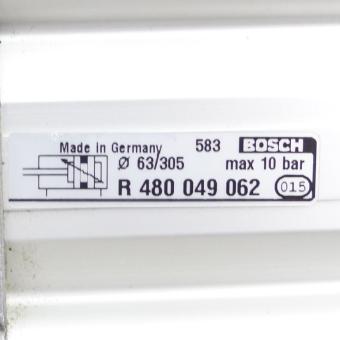 Made in Germany 583 BOSCH
Ø 63/305 max 10 bar
R 480 049 062 015